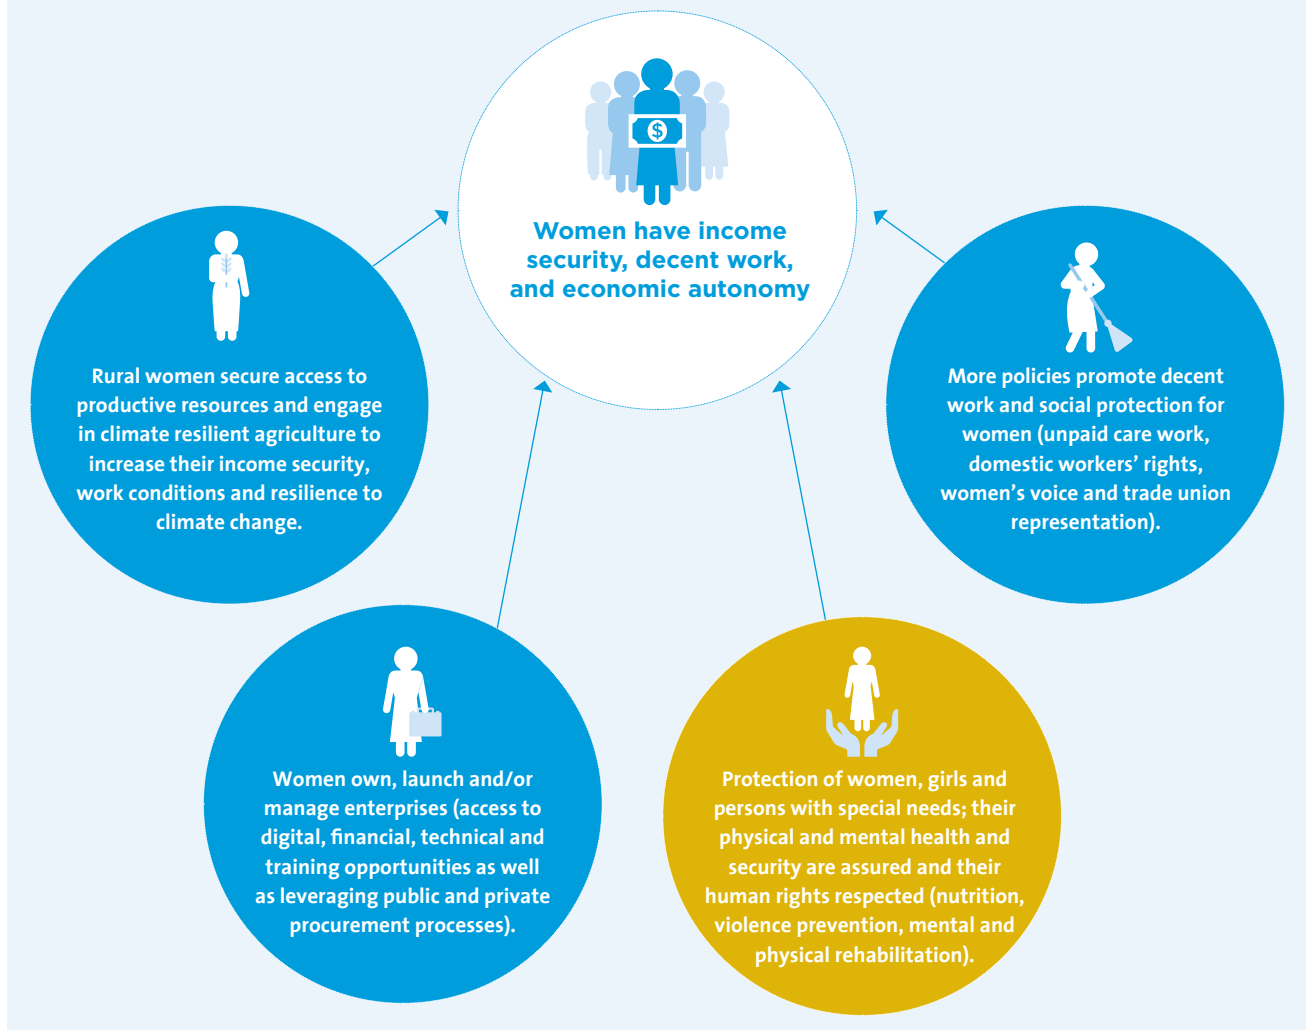 $
Women have income
security, decent work,
and economic autonomy
Rural women secure access to
productive resources and engage
in climate resilient agriculture to
increase their income security,
work conditions and resilience to
climate change.
More policies promote decent
work and social protection for
women (unpaid care work,
domestic workers’ rights,
women’s voice and trade union
representation).
Women own, launch and/or
manage enterprises (access to
digital, financial, technical and
training opportunities as well
as leveraging public and private
procurement processes).
Protection of women, girls and
persons with special needs; their
physical and mental health and
security are assured and their
human rights respected (nutrition,
violence prevention, mental and
physical rehabilitation).